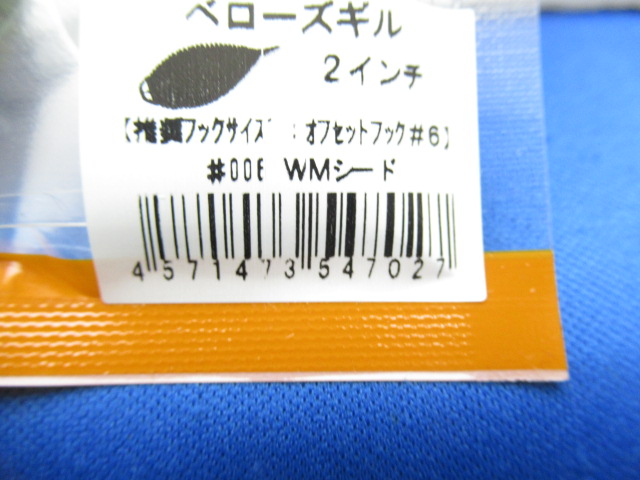 ベローズギル
2インチ
【推奨フックサイズ:オフセットフック#6】
#006 WMシード
4571473547027